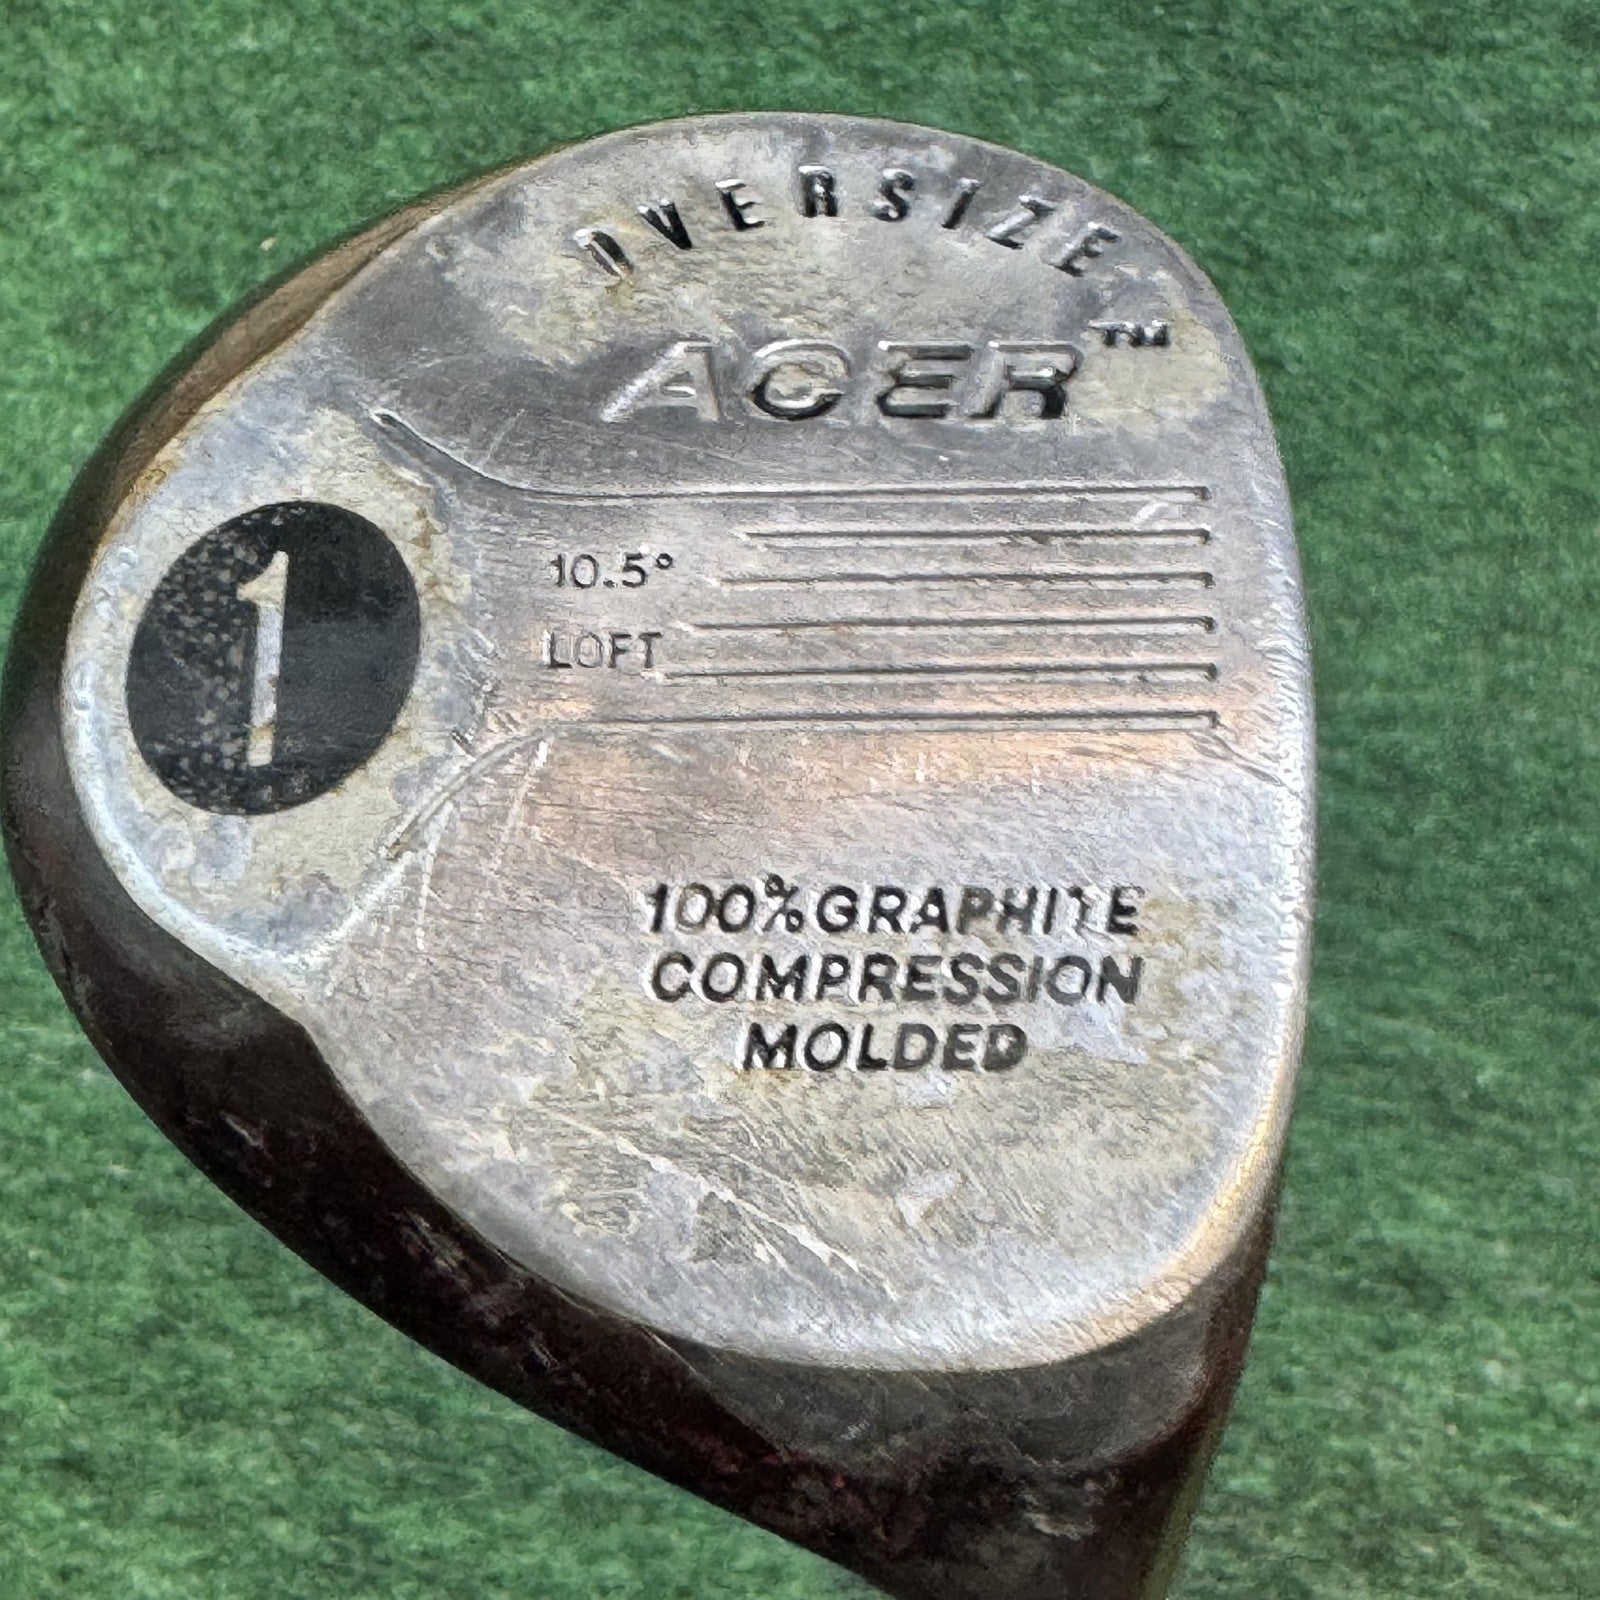 OVERSIZE
ACER™
1
10.5°
LOFT
100% GRAPHITE
COMPRESSION
MOLDED